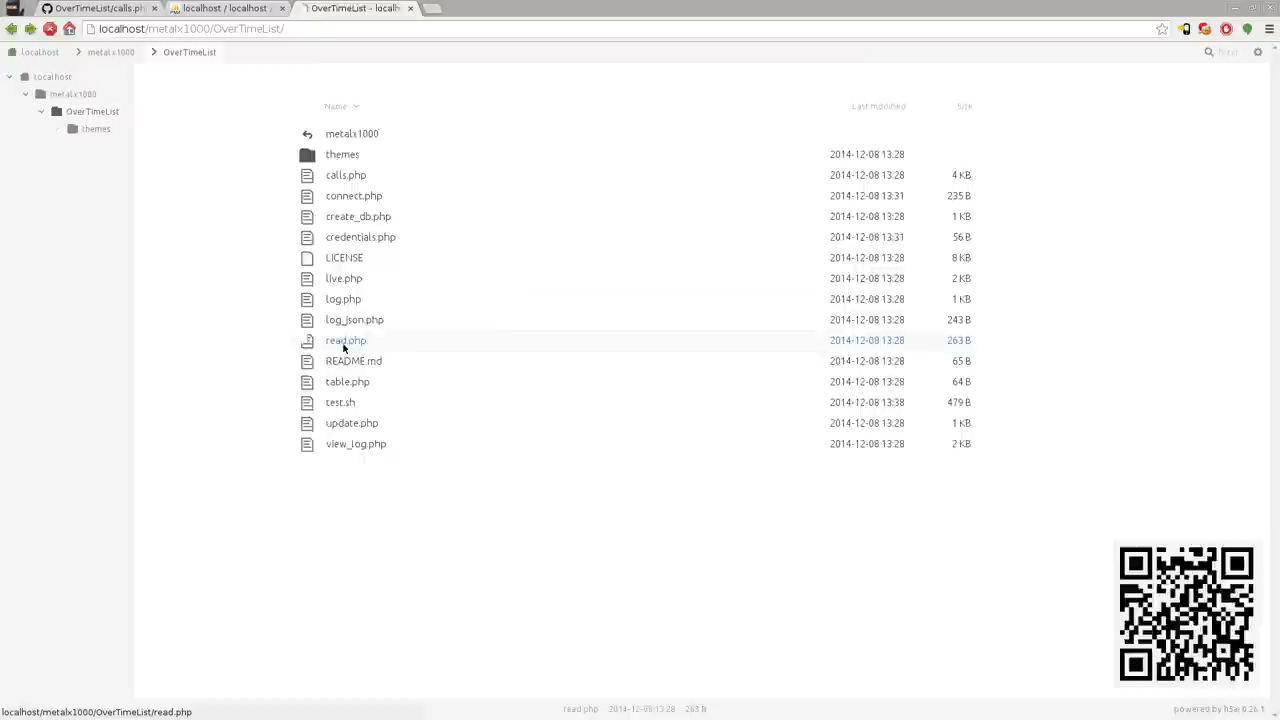 OverTimeList/calls.ph
localhost / localhost
OverTimeList - localh
localhost/metalx1000/OverTimeList/
localhost
metalx1000
OverTimeList
Filter
localhost
metalx1000
OverTimeList
themes
Name Last modified Size
metalx1000
themes 2014-12-08 13:28
calls.php 2014-12-08 13:28 4 KB
connect.php 2014-12-08 13:31 235 B
create_db.php 2014-12-08 13:28 1 KB
credentials.php 2014-12-08 13:31 56 B
LICENSE 2014-12-08 13:28 8 KB
live.php 2014-12-08 13:28 2 KB
log.php 2014-12-08 13:28 1 KB
log_json.php 2014-12-08 13:28 243 B
read.php 2014-12-08 13:28 263 B
README.md 2014-12-08 13:28 65 B
table.php 2014-12-08 13:28 64 B
test.sh 2014-12-08 13:38 479 B
update.php 2014-12-08 13:28 1 KB
view_log.php 2014-12-08 13:28 2 KB
localhost/metalx1000/OverTimeList/read.php
read.php 2014-12-08 13:28 263 B
powered by h5ai 0.26.1